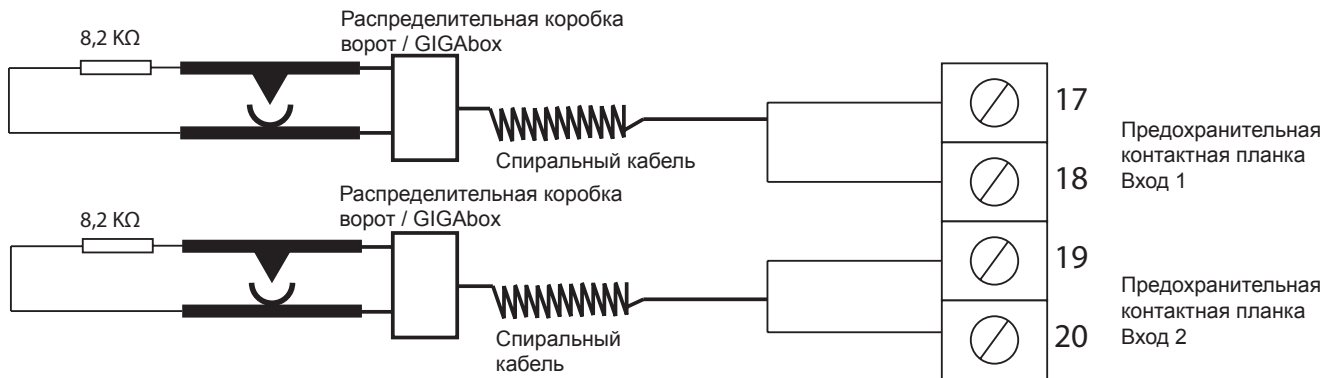 Распределительная коробка
ворот / GIGAbox
8,2 KΩ
17
Предохранительная
контактная планка
Вход 1
Спиральный кабель
18
Распределительная коробка
ворот / GIGAbox
8,2 KΩ
19
Предохранительная
контактная планка
Вход 2
Спиральный
кабель
20